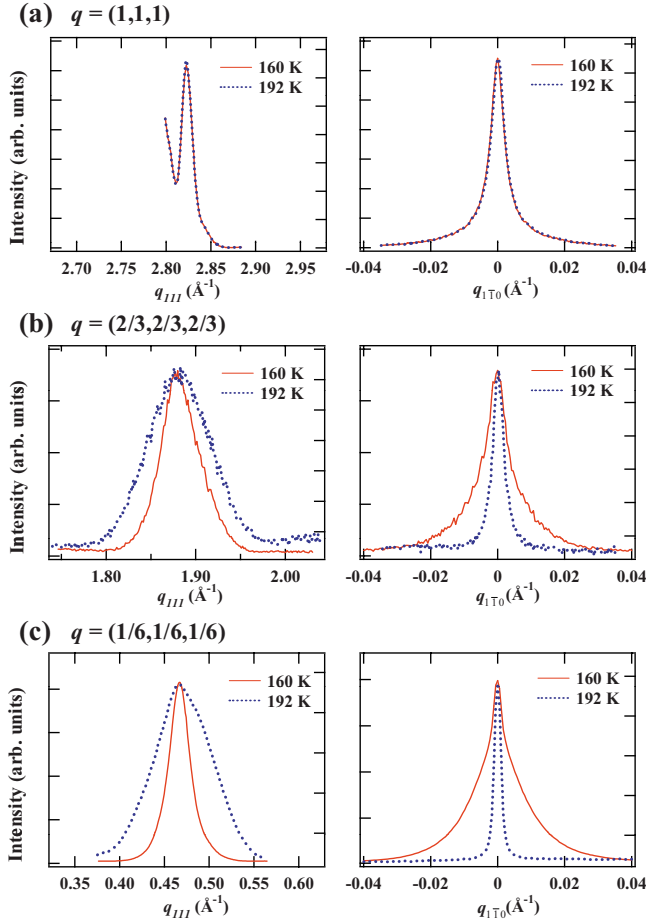 (a) q = (1,1,1)
Intensity (arb. units)
160 K
192 K
2.70 2.75 2.80 2.85 2.90 2.95
q111 (Å-1)
160 K
192 K
-0.04 -0.02 0 0.02 0.04
q11̅0 (Å-1)
(b) q = (2/3,2/3,2/3)
Intensity (arb. units)
160 K
192 K
1.80 1.90 2.00
q111 (Å-1)
160 K
192 K
-0.04 -0.02 0 0.02 0.04
q11̅0 (Å-1)
(c) q = (1/6,1/6,1/6)
Intensity (arb. units)
160 K
192 K
0.35 0.40 0.45 0.50 0.55 0.60
q111 (Å-1)
160 K
192 K
-0.04 -0.02 0 0.02 0.04
q11̅0 (Å-1)